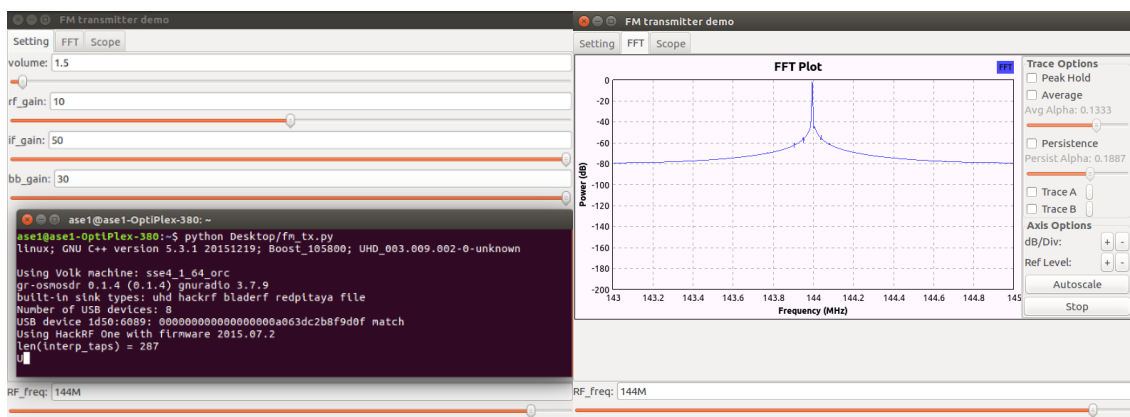 FM transmitter demo
Setting FFT Scope
volume: 1.5
rf_gain: 10
if_gain: 50
bb_gain: 30
ase1@ase1-OptiPlex-380: ~
ase1@ase1-OptiPlex-380:~$ python Desktop/fm_tx.py
linux; GNU C++ version 5.3.1 20151219; Boost_105800; UHD_003.009.002-0-unknown
Using Volk machine: sse4_1_64_orc
gr-osmosdr 0.1.4 (0.1.4) gnuradio 3.7.9
built-in sink types: uhd hackrf bladerf redpitaya file
Number of USB devices: 8
USB device 1d50:6089: 000000000000000000a063dc2b8f9d0f match
Using HackRF One with firmware 2015.07.2
len(interp_taps) = 287
U
RF_freq: 144M
FM transmitter demo
Setting FFT Scope
FFT Plot
FFT
0
-20
-40
-60
-80
-100
-120
-140
-160
-180
-200
Power (dB)
143 143.2 143.4 143.6 143.8 144 144.2 144.4 144.6 144.8 145
Frequency (MHz)
Trace Options
Peak Hold
Average
Avg Alpha: 0.1333
Persistence
Persist Alpha: 0.1887
Trace A
Trace B
Axis Options
dB/Div: + -
Ref Level: + -
Autoscale
Stop
RF_freq: 144M